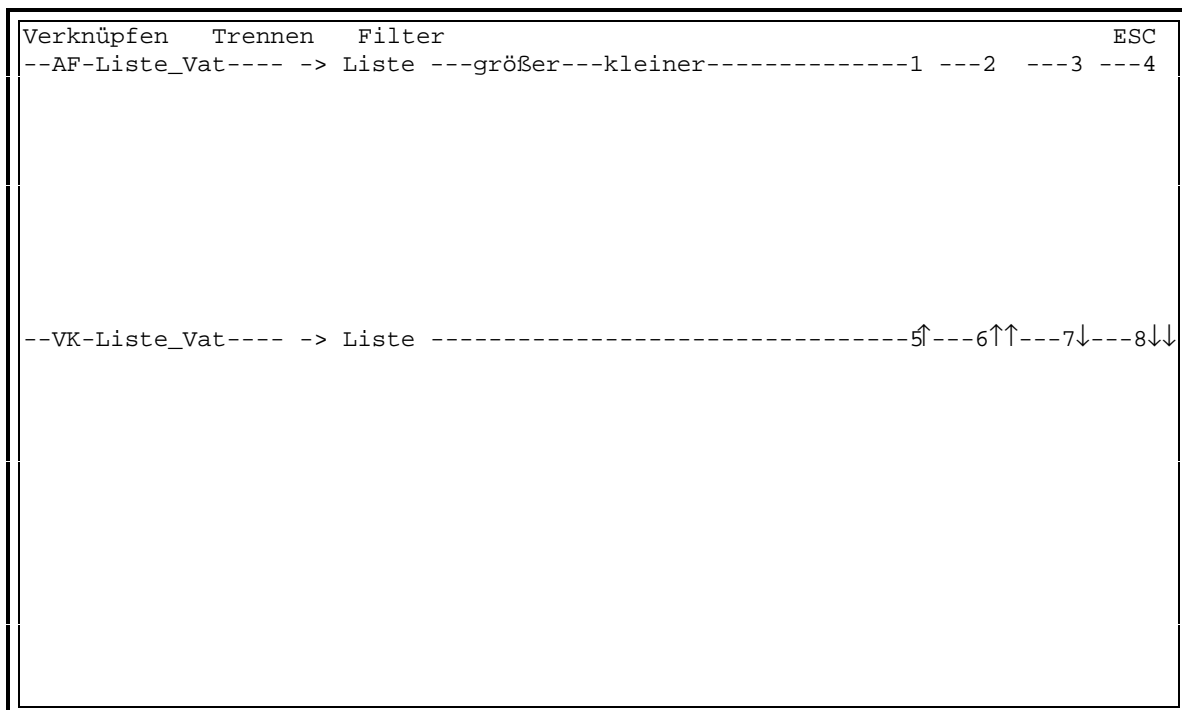 Verknüpfen   Trennen   Filter                                              ESC
--AF-Liste_Vat---- -> Liste ---größer---kleiner--------------1 ---2  ---3 ---4
--VK-Liste_Vat---- -> Liste ---------------------------------5↑---6↑↑---7↓---8↓↓